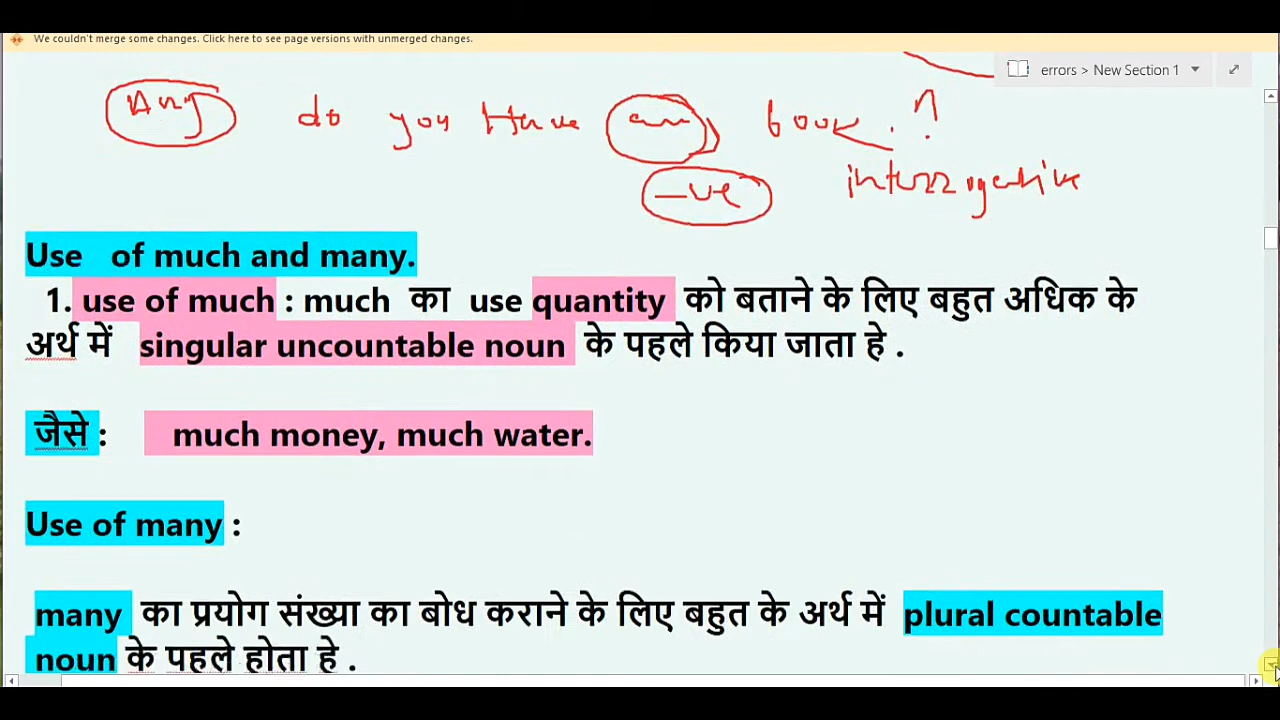 We couldn't merge some changes. Click here to see page versions with unmerged changes.
errors > New Section 1
Any do you Have any book. ?
-ve interrogative
Use of much and many.
1. use of much : much का use quantity को बताने के लिए बहुत अधिक के
अर्थ में singular uncountable noun के पहले किया जाता हे .
जैसे : much money, much water.
Use of many :
many का प्रयोग संख्या का बोध कराने के लिए बहुत के अर्थ में plural countable
noun के पहले होता हे .